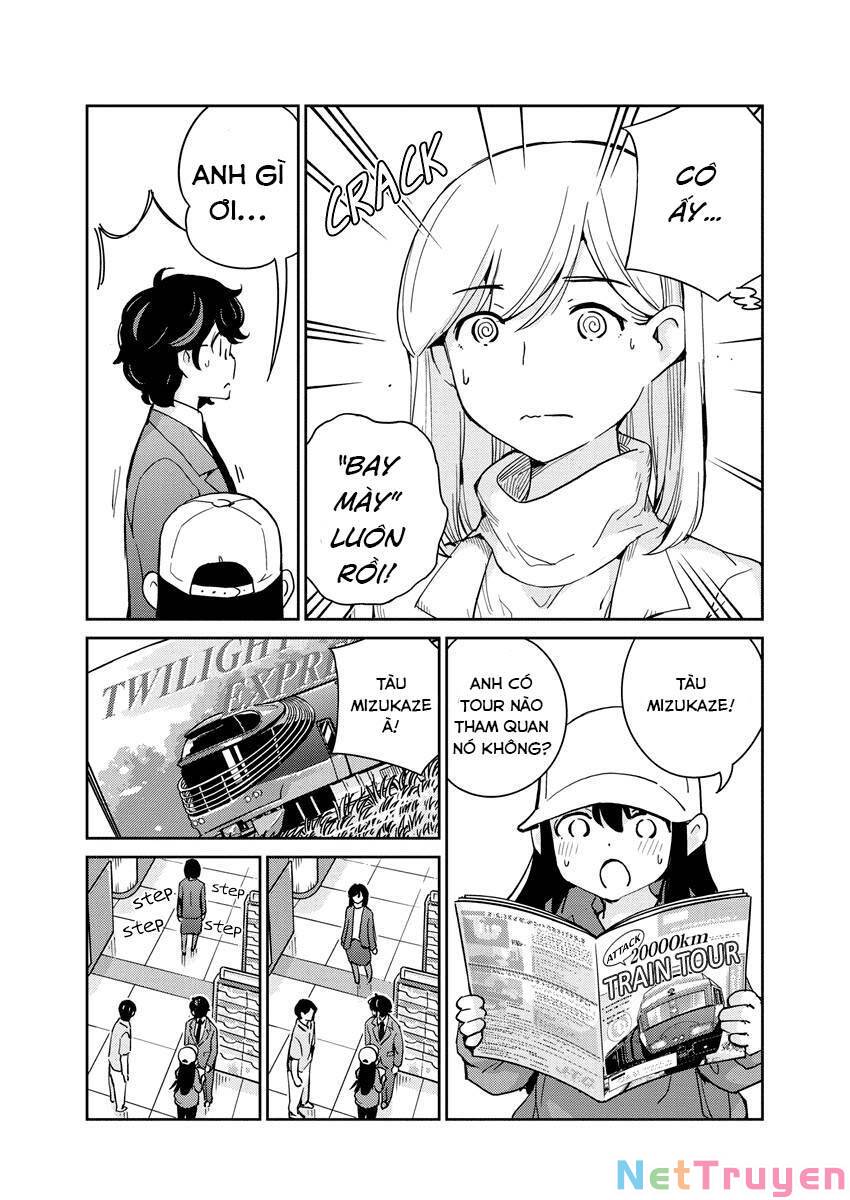 CÔ
ẤY...
CRACK
"BAY
MÀY"
LUÔN
RỒI!
ANH GÌ
ƠI...
TÀU
MIZUKAZE!
ANH CÓ
TOUR NÀO
THAM QUAN
NÓ KHÔNG?
ATTACK
20000km
TRAIN TOUR
TÀU
MIZUKAZE
À!
TWILIGHT
step
step
step
step
NetTruyen